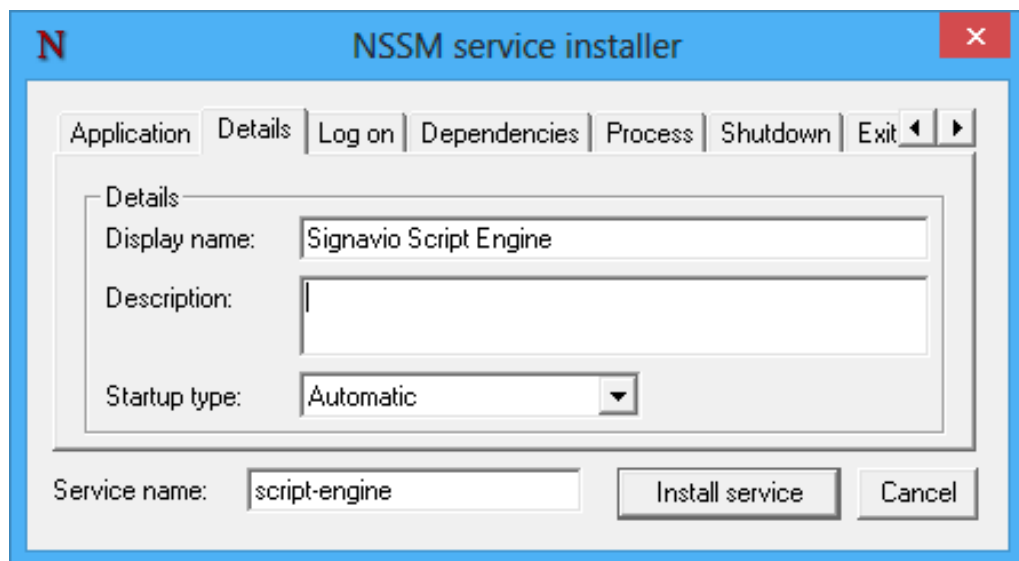 N NSSM service installer
Application Details Log on Dependencies Process Shutdown Exit
Details
Display name: Signavio Script Engine
Description:
Startup type: Automatic
Service name: script-engine Install service Cancel